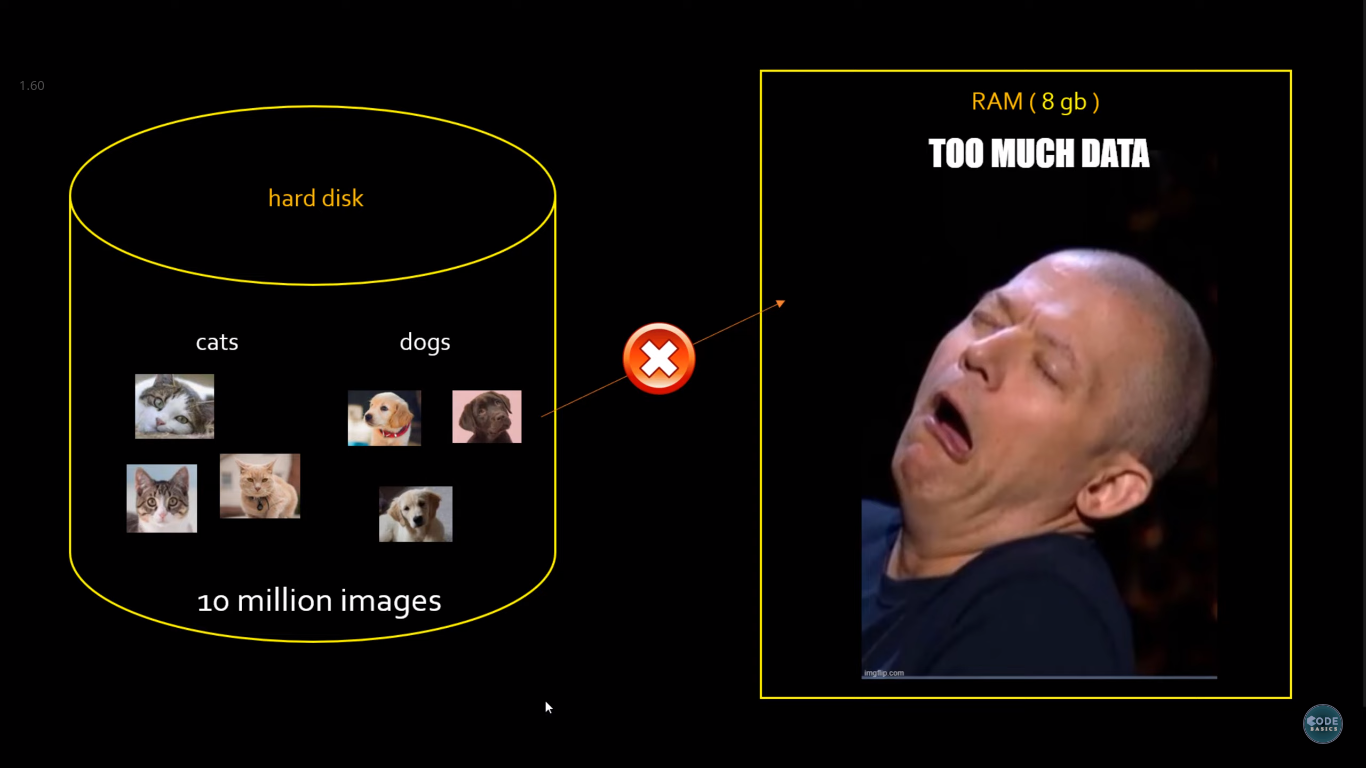 1.60
hard disk
cats
dogs
10 million images
RAM ( 8 gb )
TOO MUCH DATA
imgflip.com
CODE
BASICS